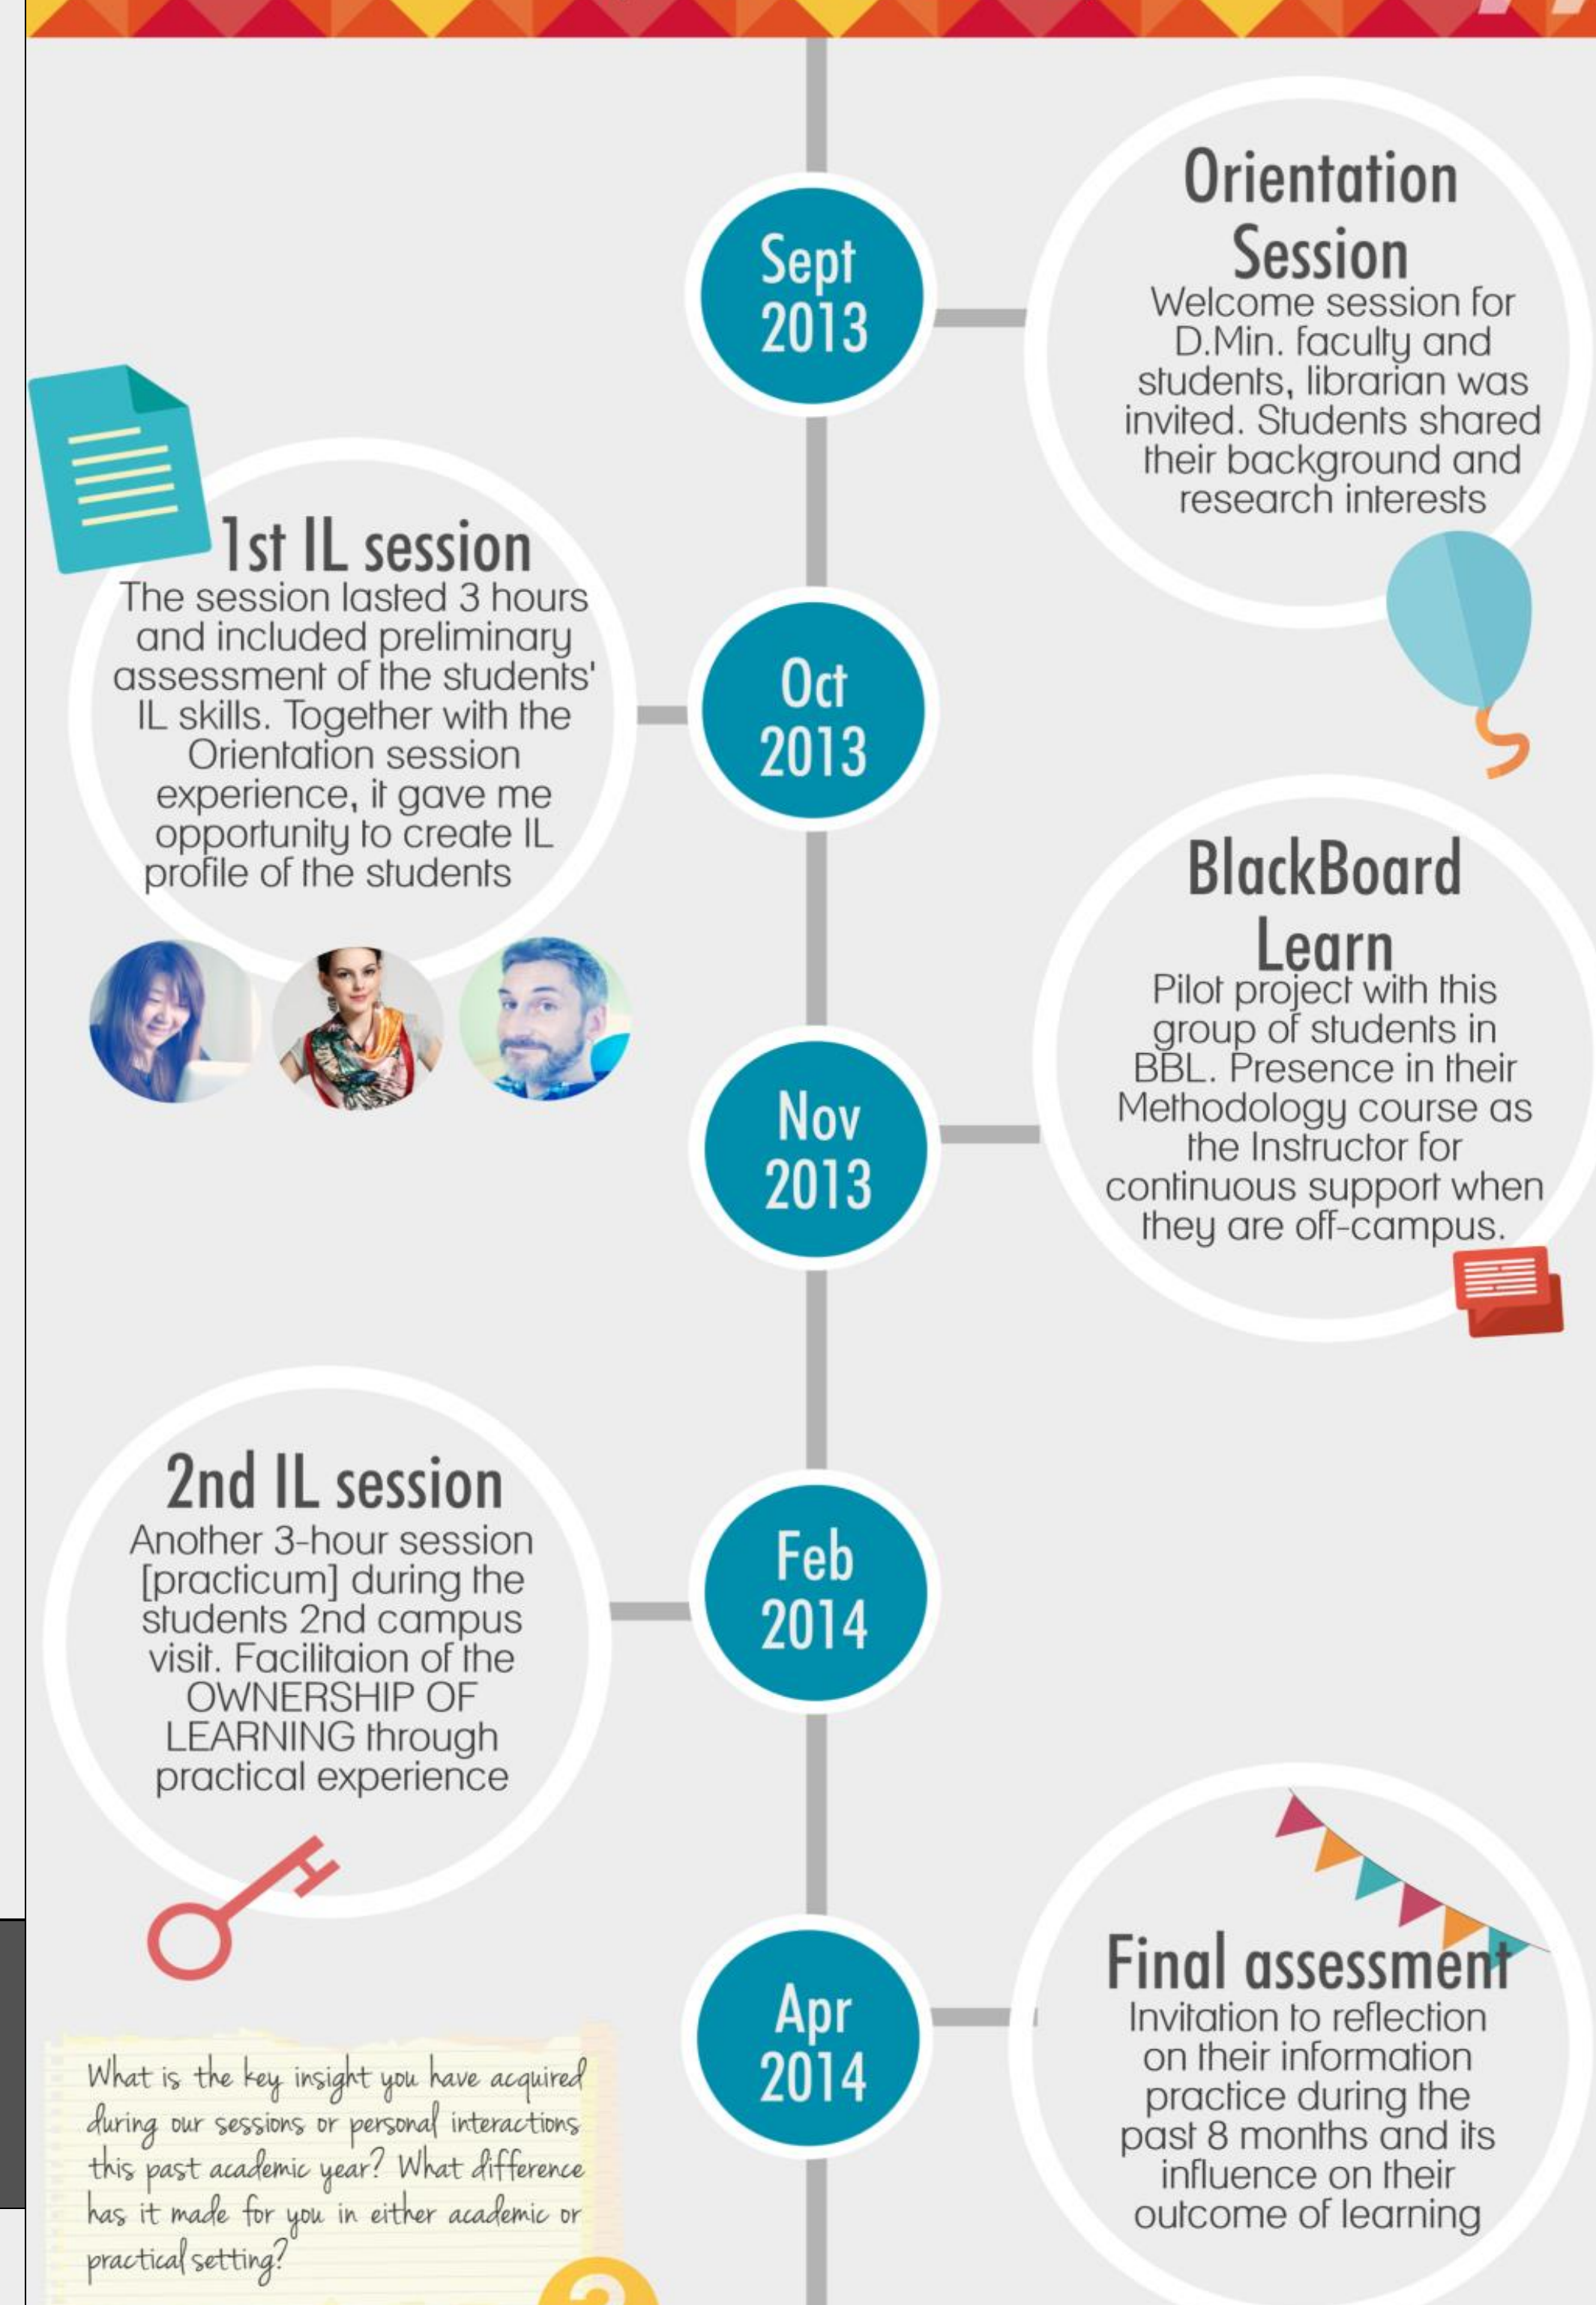 Sept
2013
Orientation
Session
Welcome session for
D.Min. faculty and
students, librarian was
invited. Students shared
their background and
research interests
1st IL session
The session lasted 3 hours
and included preliminary
assessment of the students'
IL skills. Together with the
Orientation session
experience, it gave me
opportunity to create IL
profile of the students
Oct
2013
BlackBoard
Learn
Pilot project with this
group of students in
BBL. Presence in their
Methodology course as
the Instructor for
continuous support when
they are off-campus.
Nov
2013
2nd IL session
Another 3-hour session
[practicum] during the
students 2nd campus
visit. Facilitaion of the
OWNERSHIP OF
LEARNING through
practical experience
Feb
2014
Final assessment
Invitation to reflection
on their information
practice during the
past 8 months and its
influence on their
outcome of learning
Apr
2014
What is the key insight you have acquired
during our sessions or personal interactions
this past academic year? What difference
has it made for you in either academic or
practical setting?
?